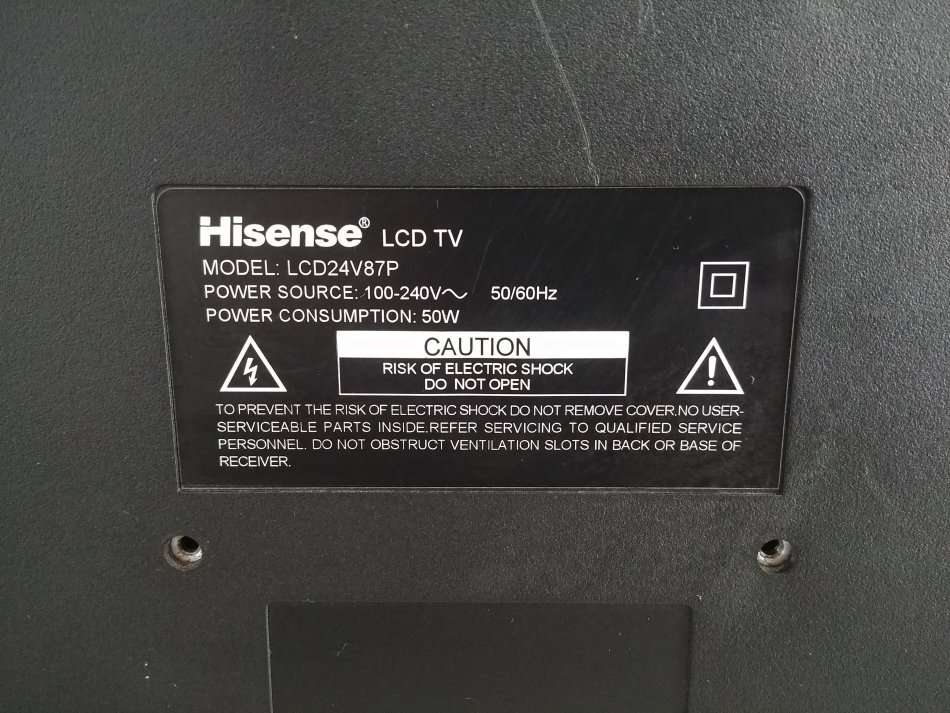 Hisense® LCD TV
MODEL: LCD24V87P
POWER SOURCE: 100-240V～ 50/60Hz
POWER CONSUMPTION: 50W
CAUTION
RISK OF ELECTRIC SHOCK
DO NOT OPEN
TO PREVENT THE RISK OF ELECTRIC SHOCK DO NOT REMOVE COVER.NO USER-
SERVICEABLE PARTS INSIDE.REFER SERVICING TO QUALIFIED SERVICE
PERSONNEL. DO NOT OBSTRUCT VENTILATION SLOTS IN BACK OR BASE OF
RECEIVER.